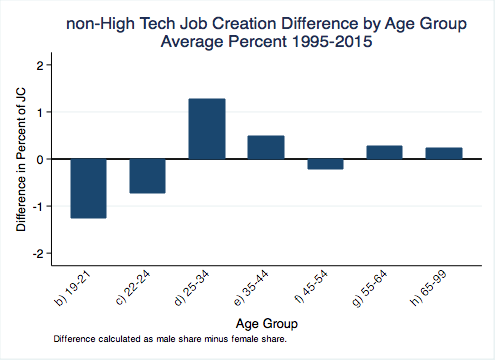 non-High Tech Job Creation Difference by Age Group
Average Percent 1995-2015
Difference in Percent of JC
2
1
0
-1
-2
b) 19-21
c) 22-24
d) 25-34
e) 35-44
f) 45-54
g) 55-64
h) 65-99
Age Group
Difference calculated as male share minus female share.